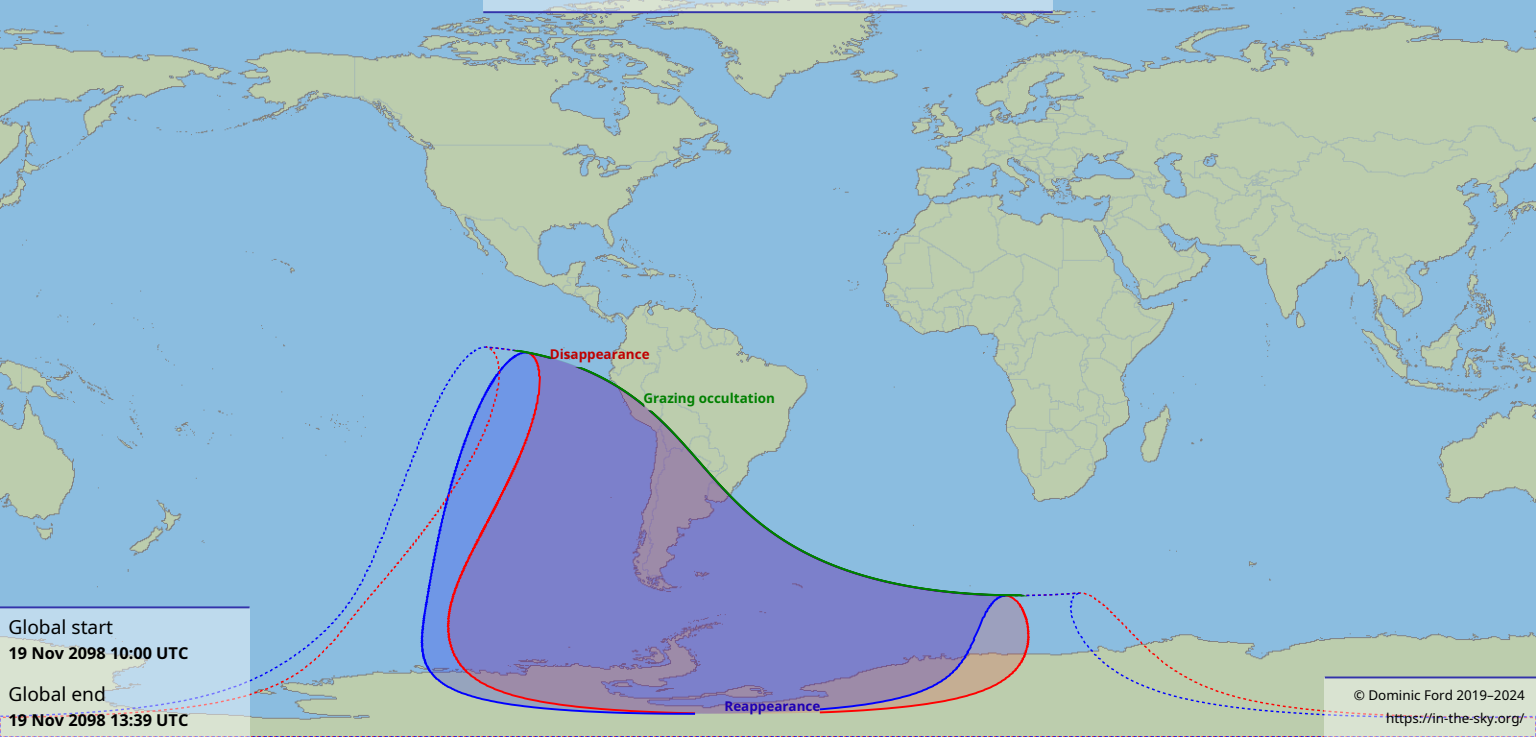 Disappearance
Grazing occultation
Global start
19 Nov 2098 10:00 UTC
Global end
19 Nov 2098 13:39 UTC
Reappearance
© Dominic Ford 2019–2024
https://in-the-sky.org/